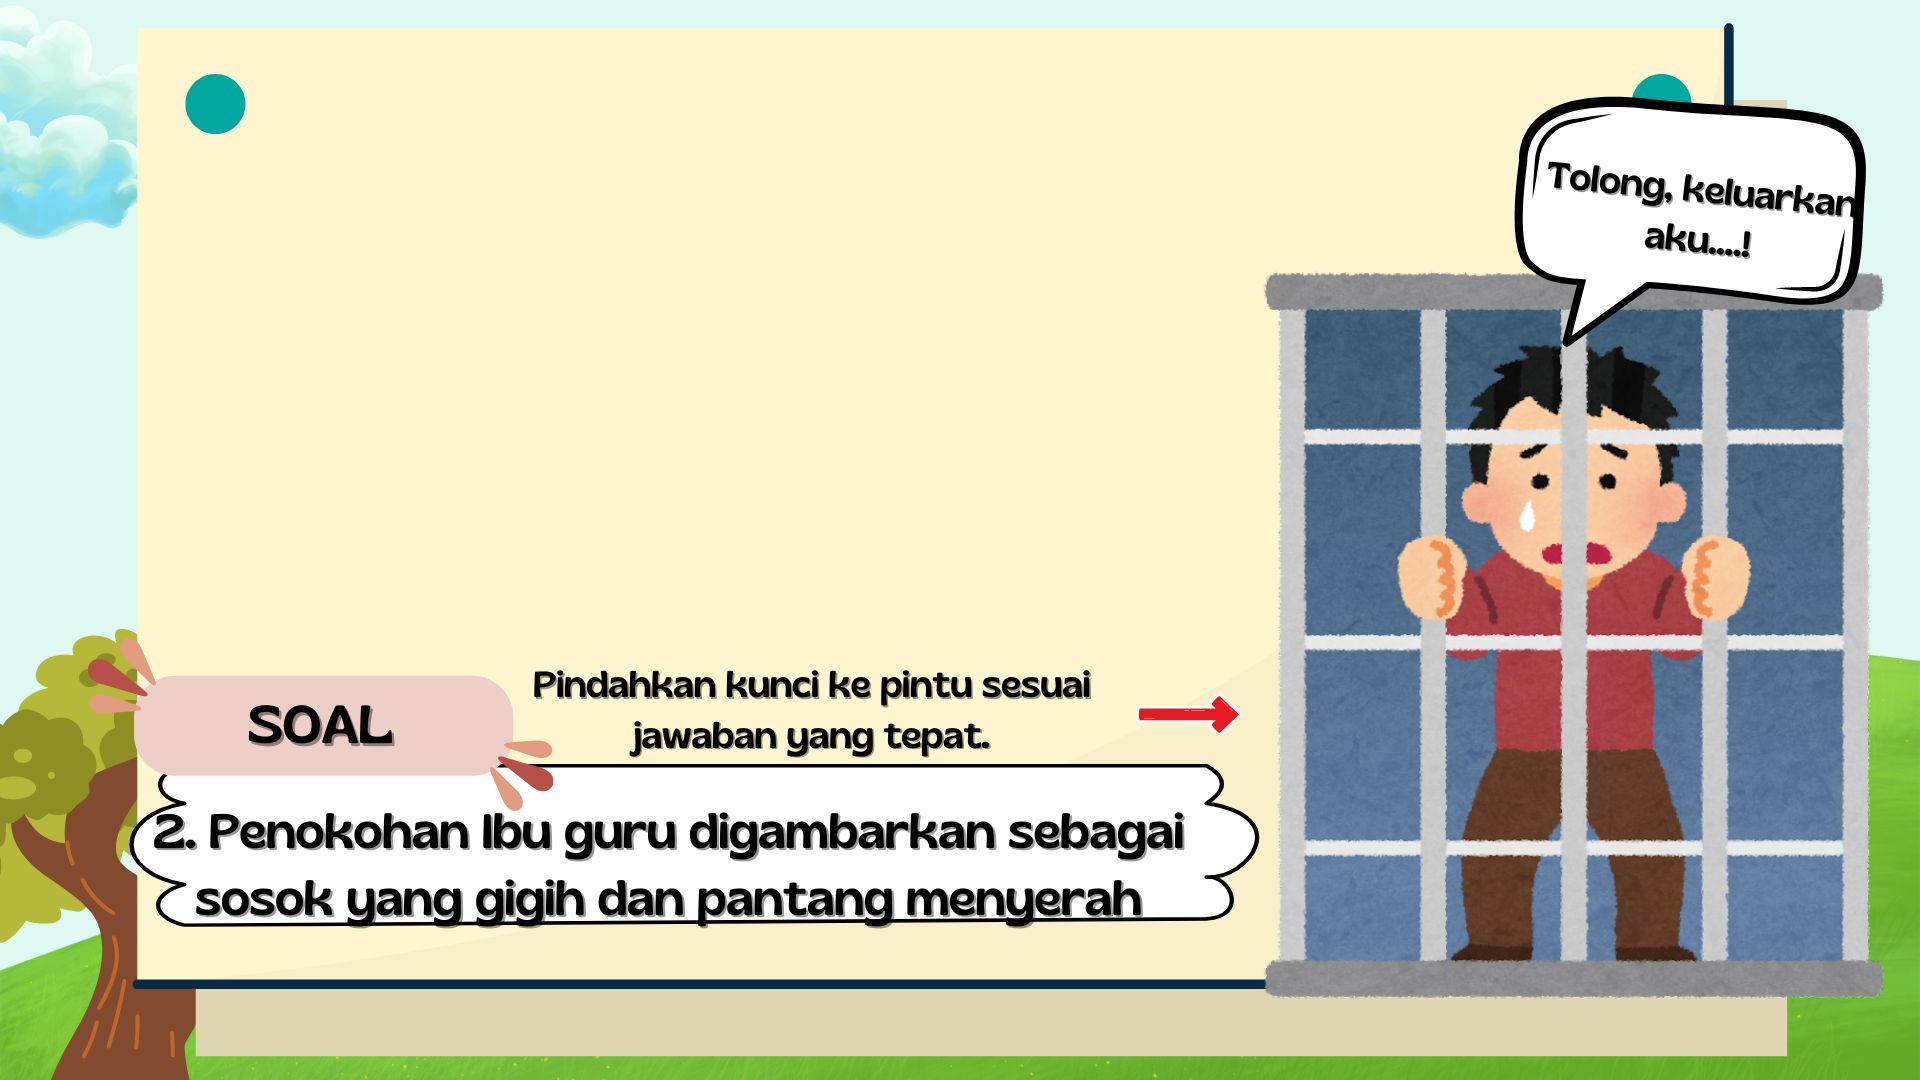 Tolong, keluarkan
aku....!
SOAL
Pindahkan kunci ke pintu sesuai
jawaban yang tepat.
2. Penokohan Ibu guru digambarkan sebagai
sosok yang gigih dan pantang menyerah